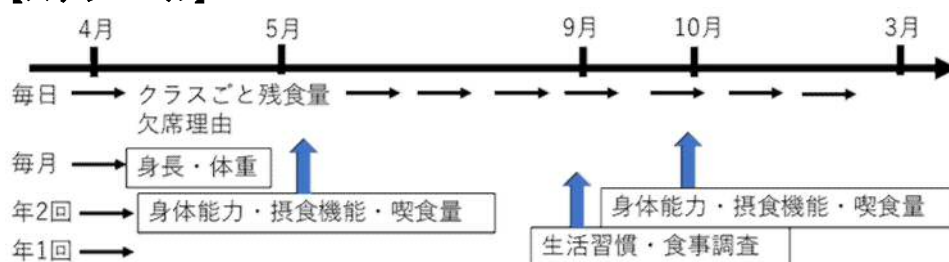 4月 5月 9月 10月 3月
毎日 クラスごと残食量
欠席理由
毎月 身長・体重
年2回 身体能力・摂食機能・喫食量 身体能力・摂食機能・喫食量
年1回 生活習慣・食事調査